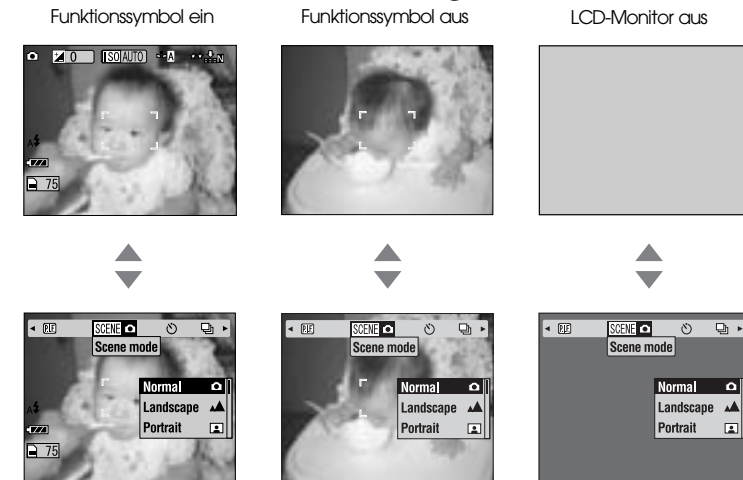 Funktionssymbol ein
Funktionssymbol aus
LCD-Monitor aus
0 ISO AUTO A N
A
75
P.I.F SCENE
Scene mode
Normal
Landscape
Portrait
A
75
P.I.F SCENE
Scene mode
Normal
Landscape
Portrait
P.I.F SCENE
Scene mode
Normal
Landscape
Portrait